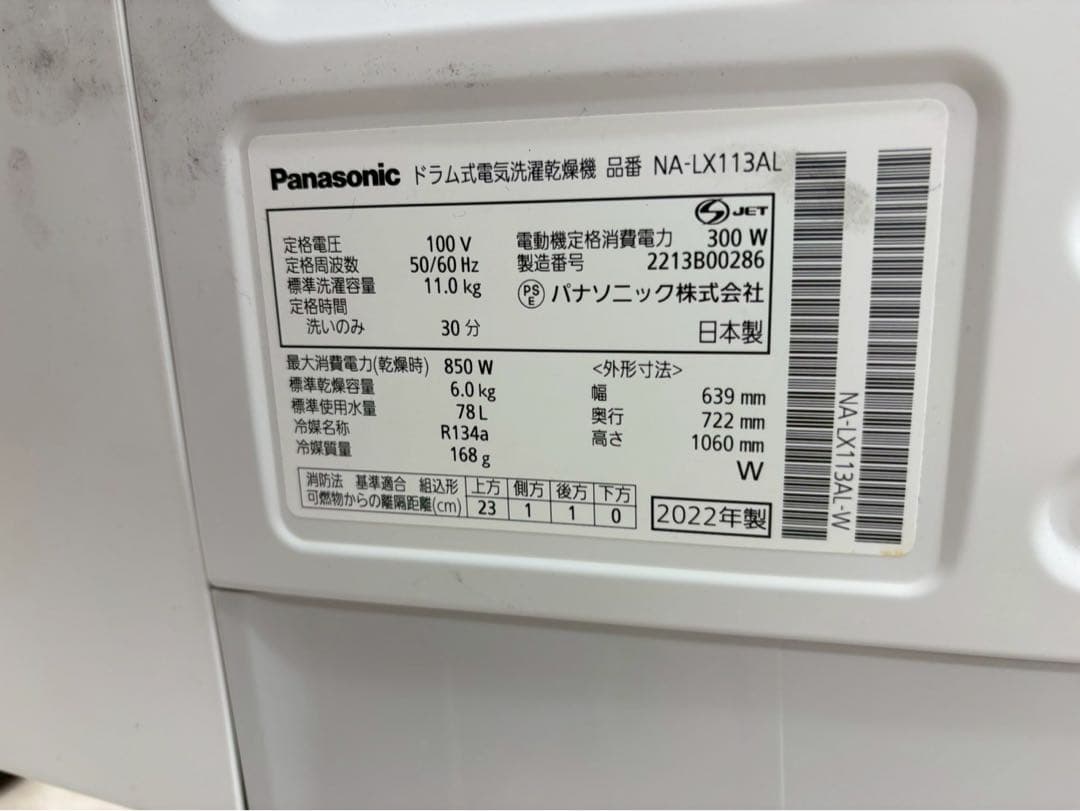 Panasonic ドラム式電気洗濯乾燥機 品番 NA-LX113AL
S JET
定格電圧 100 V 電動機定格消費電力 300 W
定格周波数 50/60 Hz 製造番号 2213B00286
標準洗濯容量 11.0 kg PSE パナソニック株式会社
定格時間
洗いのみ 30 分 日本製
最大消費電力(乾燥時) 850 W <外形寸法>
標準乾燥容量 6.0 kg 幅 639 mm
標準使用水量 78 L 奥行 722 mm
冷媒名称 R134a 高さ 1060 mm
冷媒質量 168 g W
消防法 基準適合 組込形 上方 側方 後方 下方
可燃物からの離隔距離(cm) 23 1 1 0
2022年製
NA-LX113AL-W